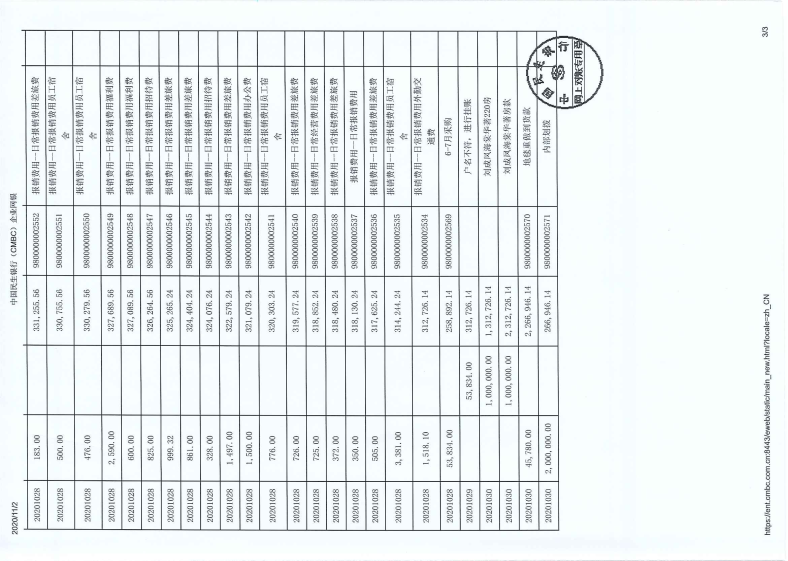 2020/11/2
中国民生银行（CMBC）企业网银
20201028 183.00 331,255.56 9800000002552 报销费用—日常报销费用差旅费
20201028 500.00 330,755.56 9800000002551 报销费用—日常报销费用员工宿
舍
20201028 476.00 330,279.56 9800000002550 报销费用—日常报销费用员工宿
舍
20201028 2,590.00 327,689.56 9800000002549 报销费用—日常报销费用福利费
20201028 600.00 327,089.56 9800000002548 报销费用—日常报销费用福利费
20201028 825.00 326,264.56 9800000002547 报销费用—日常报销费用招待费
20201028 999.32 325,265.24 9800000002546 报销费用—日常报销费用差旅费
20201028 861.00 324,404.24 9800000002545 报销费用—日常报销费用差旅费
20201028 328.00 324,076.24 9800000002544 报销费用—日常报销费用招待费
20201028 1,497.00 322,579.24 9800000002543 报销费用—日常报销费用差旅费
20201028 1,500.00 321,079.24 9800000002542 报销费用—日常报销费用办公费
20201028 776.00 320,303.24 9800000002541 报销费用—日常报销费用员工宿
舍
20201028 726.00 319,577.24 9800000002540 报销费用—日常报销费用差旅费
20201028 725.00 318,852.24 9800000002539 报销费用—日常经营费用差旅费
20201028 372.00 318,480.24 9800000002538 报销费用—日常报销费用差旅费
20201028 350.00 318,130.24 9800000002537 报销费用—日常报销费用
20201028 505.00 317,625.24 9800000002536 报销费用—日常报销费用差旅费
20201028 3,381.00 314,244.24 9800000002535 报销费用—日常报销费用员工宿
舍
20201028 1,518.10 312,726.14 9800000002534 报销费用—日常报销费用外勤交
通费
20201028 53,834.00 258,892.14 9800000002569 6-7月采购
20201029 53,834.00 312,726.14 户名不符，进行挂账
20201030 1,000,000.00 1,312,726.14 刘成凤海棠华著220房
20201030 1,000,000.00 2,312,726.14 刘成凤海棠华著房款
20201030 45,780.00 2,266,946.14 9800000002570 地毯垂直到货款
20201030 2,000,000.00 266,946.14 9800000002571 内部划拨
中国民生银行
网上对账专用章
https://ent.cmbc.com.cn:8443/eweb/static/main_new.html?locale=zh_CN
3/3